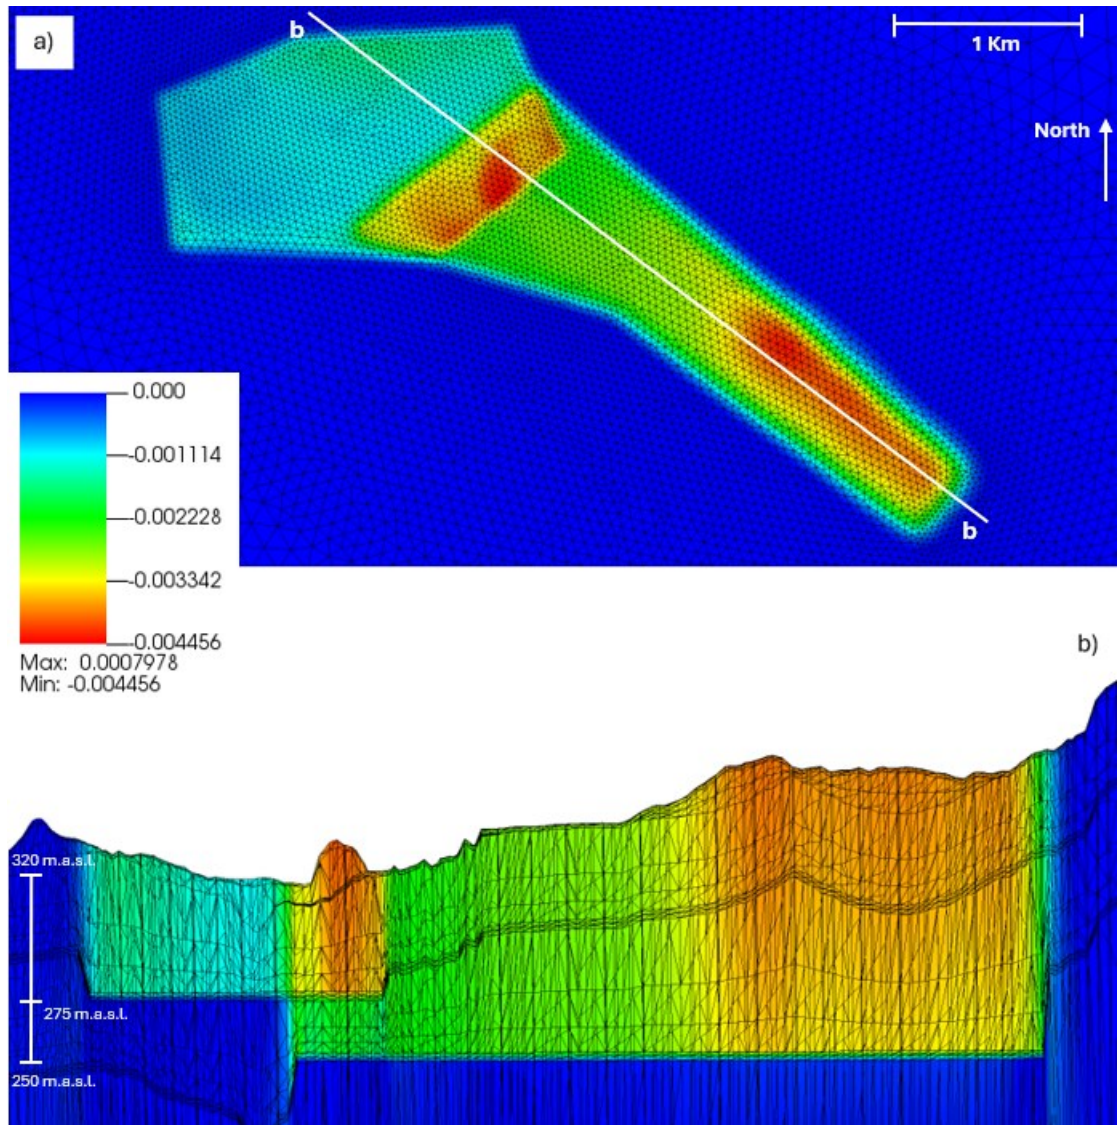 a)
b
1 Km
North
b
0.000
-0.001114
-0.002228
-0.003342
-0.004456
Max: 0.0007978
Min: -0.004456
b)
320 m.a.s.l.
275 m.a.s.l.
250 m.a.s.l.